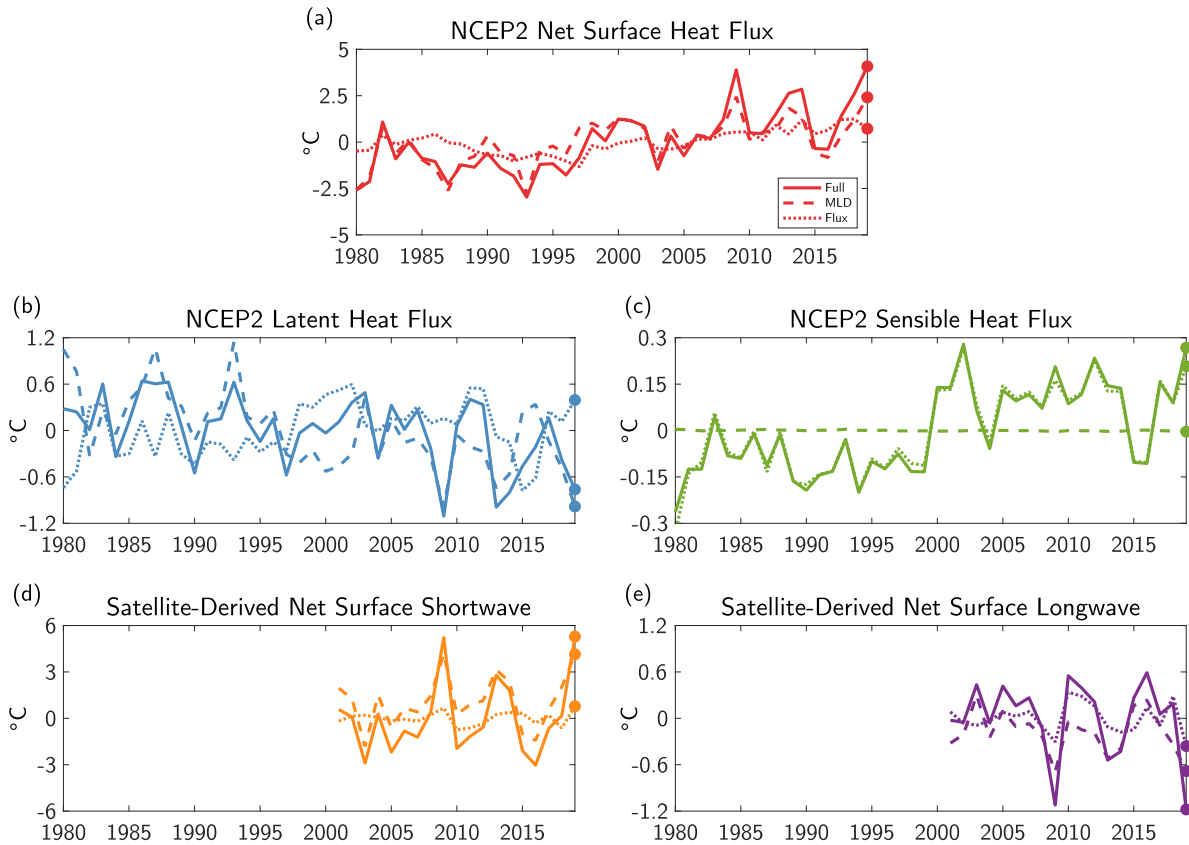 (a)
NCEP2 Net Surface Heat Flux
5
2.5
0
-2.5
-5
°C
1980 1985 1990 1995 2000 2005 2010 2015
Full
MLD
Flux
(b)
NCEP2 Latent Heat Flux
1.2
0.6
0
-0.6
-1.2
°C
1980 1985 1990 1995 2000 2005 2010 2015
(c)
NCEP2 Sensible Heat Flux
0.3
0.15
0
-0.15
-0.3
°C
1980 1985 1990 1995 2000 2005 2010 2015
(d)
Satellite-Derived Net Surface Shortwave
6
3
0
-3
-6
°C
1980 1985 1990 1995 2000 2005 2010 2015
(e)
Satellite-Derived Net Surface Longwave
1.2
0.6
0
-0.6
-1.2
°C
1980 1985 1990 1995 2000 2005 2010 2015